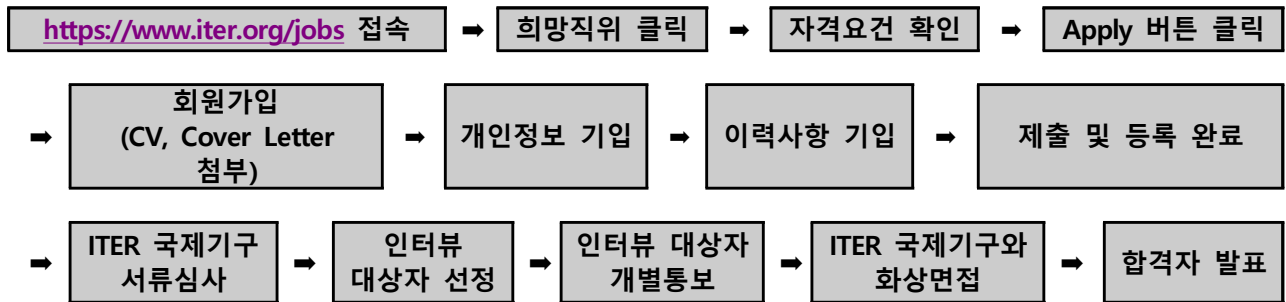 https://www.iter.org/jobs 접속 ➡ 희망직위 클릭 ➡ 자격요건 확인 ➡ Apply 버튼 클릭
➡ 회원가입
(CV, Cover Letter
첨부) ➡ 개인정보 기입 ➡ 이력사항 기입 ➡ 제출 및 등록 완료
➡ ITER 국제기구
서류심사 ➡ 인터뷰
대상자 선정 ➡ 인터뷰 대상자
개별통보 ➡ ITER 국제기구와
화상면접 ➡ 합격자 발표